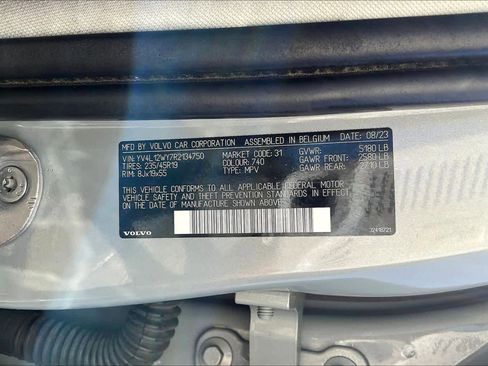 MFD BY VOLVO CAR CORPORATION ASSEMBLED IN BELGIUM DATE: 08/23
VIN: YV4L12WY7R2134750 MARKET CODE: 31 GVWR: 5180 LB
TIRES: 235/45R19 COLOUR: 740 GAWR FRONT: 2580 LB
RIM: 8Jx19x55 TYPE: MPV GAWR REAR: 2710 LB
THIS VEHICLE CONFORMS TO ALL APPLICABLE FEDERAL MOTOR
VEHICLE SAFETY AND THEFT PREVENTION STANDARDS IN EFFECT
ON THE DATE OF MANUFACTURE SHOWN ABOVE.
VOLVO 32418721